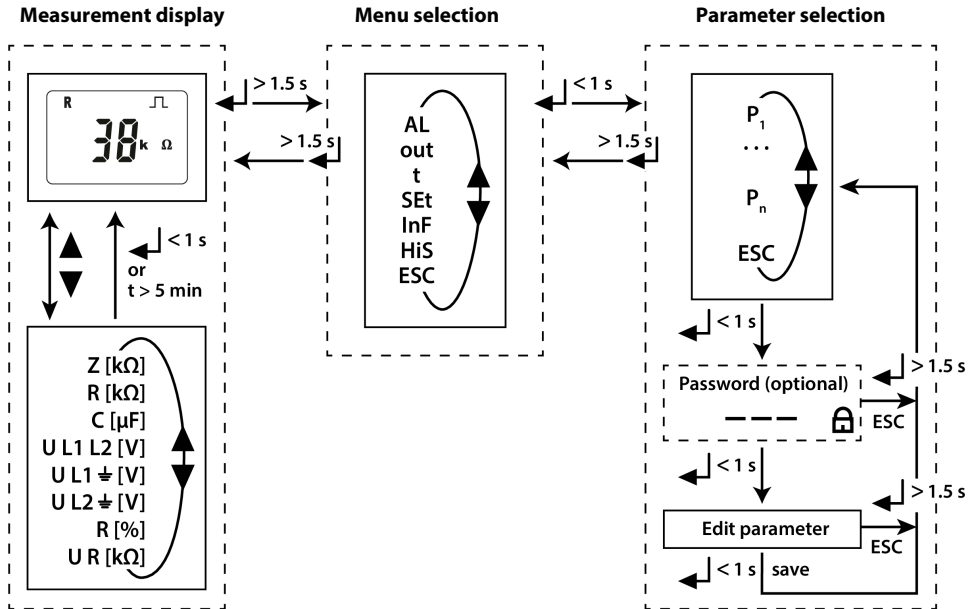 Measurement display
Menu selection
Parameter selection
R
38 k Ω
> 1.5 s
> 1.5 s
< 1 s
or
t > 5 min
Z [kΩ]
R [kΩ]
C [µF]
U L1 L2 [V]
U L1 ⏚ [V]
U L2 ⏚ [V]
R [%]
U R [kΩ]
AL
out
t
SEt
InF
HiS
ESC
< 1 s
> 1.5 s
P1
...
Pn
ESC
< 1 s
> 1.5 s
Password (optional)
ESC
< 1 s
> 1.5 s
Edit parameter
ESC
< 1 s
save